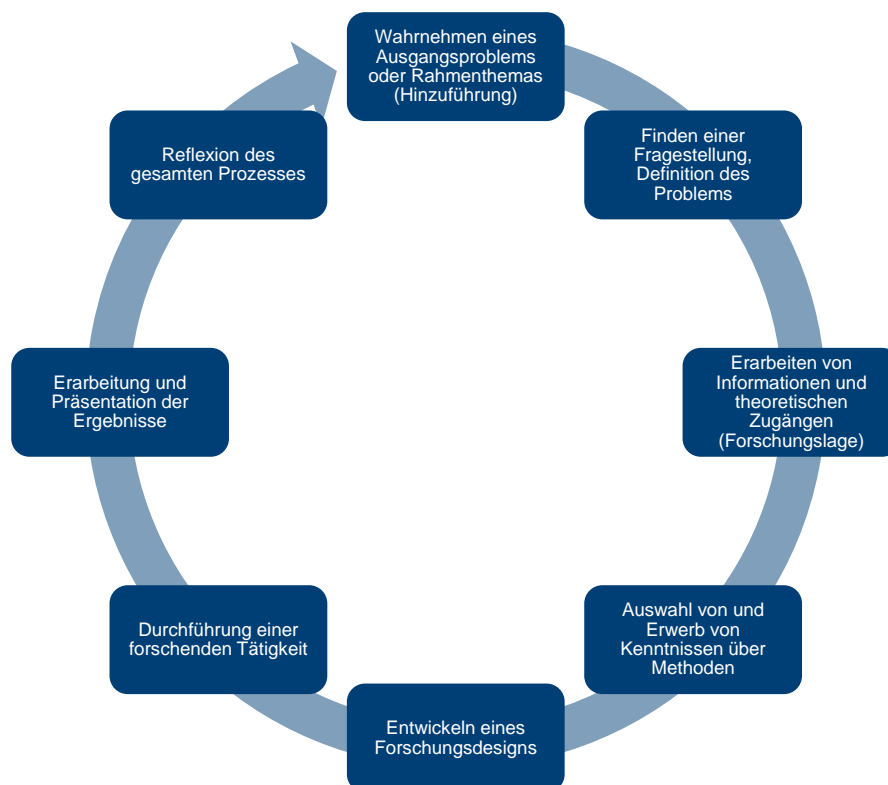 Wahrnehmen eines
Ausgangsproblems
oder Rahmenthemas
(Hinzuführung)
Finden einer
Fragestellung,
Definition des
Problems
Erarbeiten von
Informationen und
theoretischen
Zugängen
(Forschungslage)
Auswahl von und
Erwerb von
Kenntnissen über
Methoden
Entwickeln eines
Forschungsdesigns
Durchführung einer
forschenden Tätigkeit
Erarbeitung und
Präsentation der
Ergebnisse
Reflexion des
gesamten Prozesses